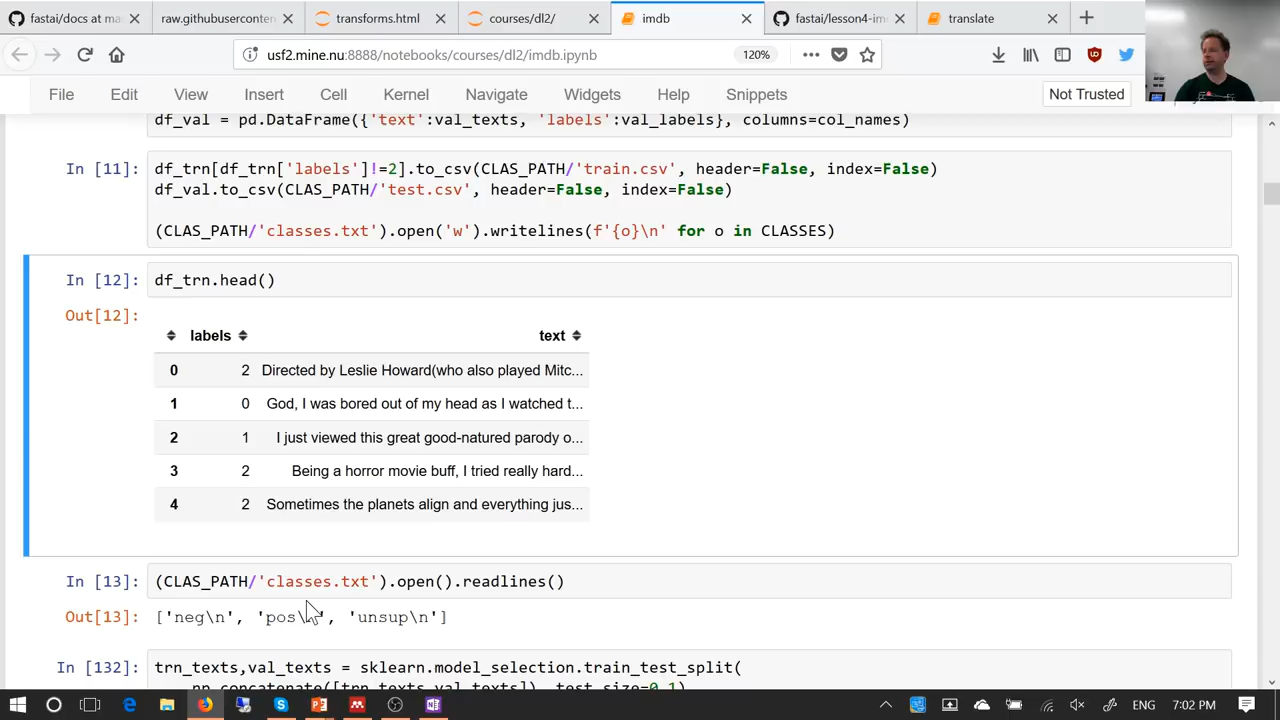 fastai/docs at ma
raw.githubuserconten
transforms.html
courses/dl2/
imdb
fastai/lesson4-im
translate
usf2.mine.nu:8888/notebooks/courses/dl2/imdb.ipynb
120%
File Edit View Insert Cell Kernel Navigate Widgets Help Snippets
Not Trusted
df_val = pd.DataFrame({'text':val_texts, 'labels':val_labels}, columns=col_names)
In [11]: df_trn[df_trn['labels']!=2].to_csv(CLAS_PATH/'train.csv', header=False, index=False)
df_val.to_csv(CLAS_PATH/'test.csv', header=False, index=False)
(CLAS_PATH/'classes.txt').open('w').writelines(f'{o}\n' for o in CLASSES)
In [12]: df_trn.head()
Out[12]:
labels text
0 2 Directed by Leslie Howard(who also played Mitc...
1 0 God, I was bored out of my head as I watched t...
2 1 I just viewed this great good-natured parody o...
3 2 Being a horror movie buff, I tried really hard...
4 2 Sometimes the planets align and everything jus...
In [13]: (CLAS_PATH/'classes.txt').open().readlines()
Out[13]: ['neg\n', 'pos\n', 'unsup\n']
In [132]: trn_texts,val_texts = sklearn.model_selection.train_test_split(
np.concatenate([trn_texts,val_texts]), test_size=0.1)
7:02 PM